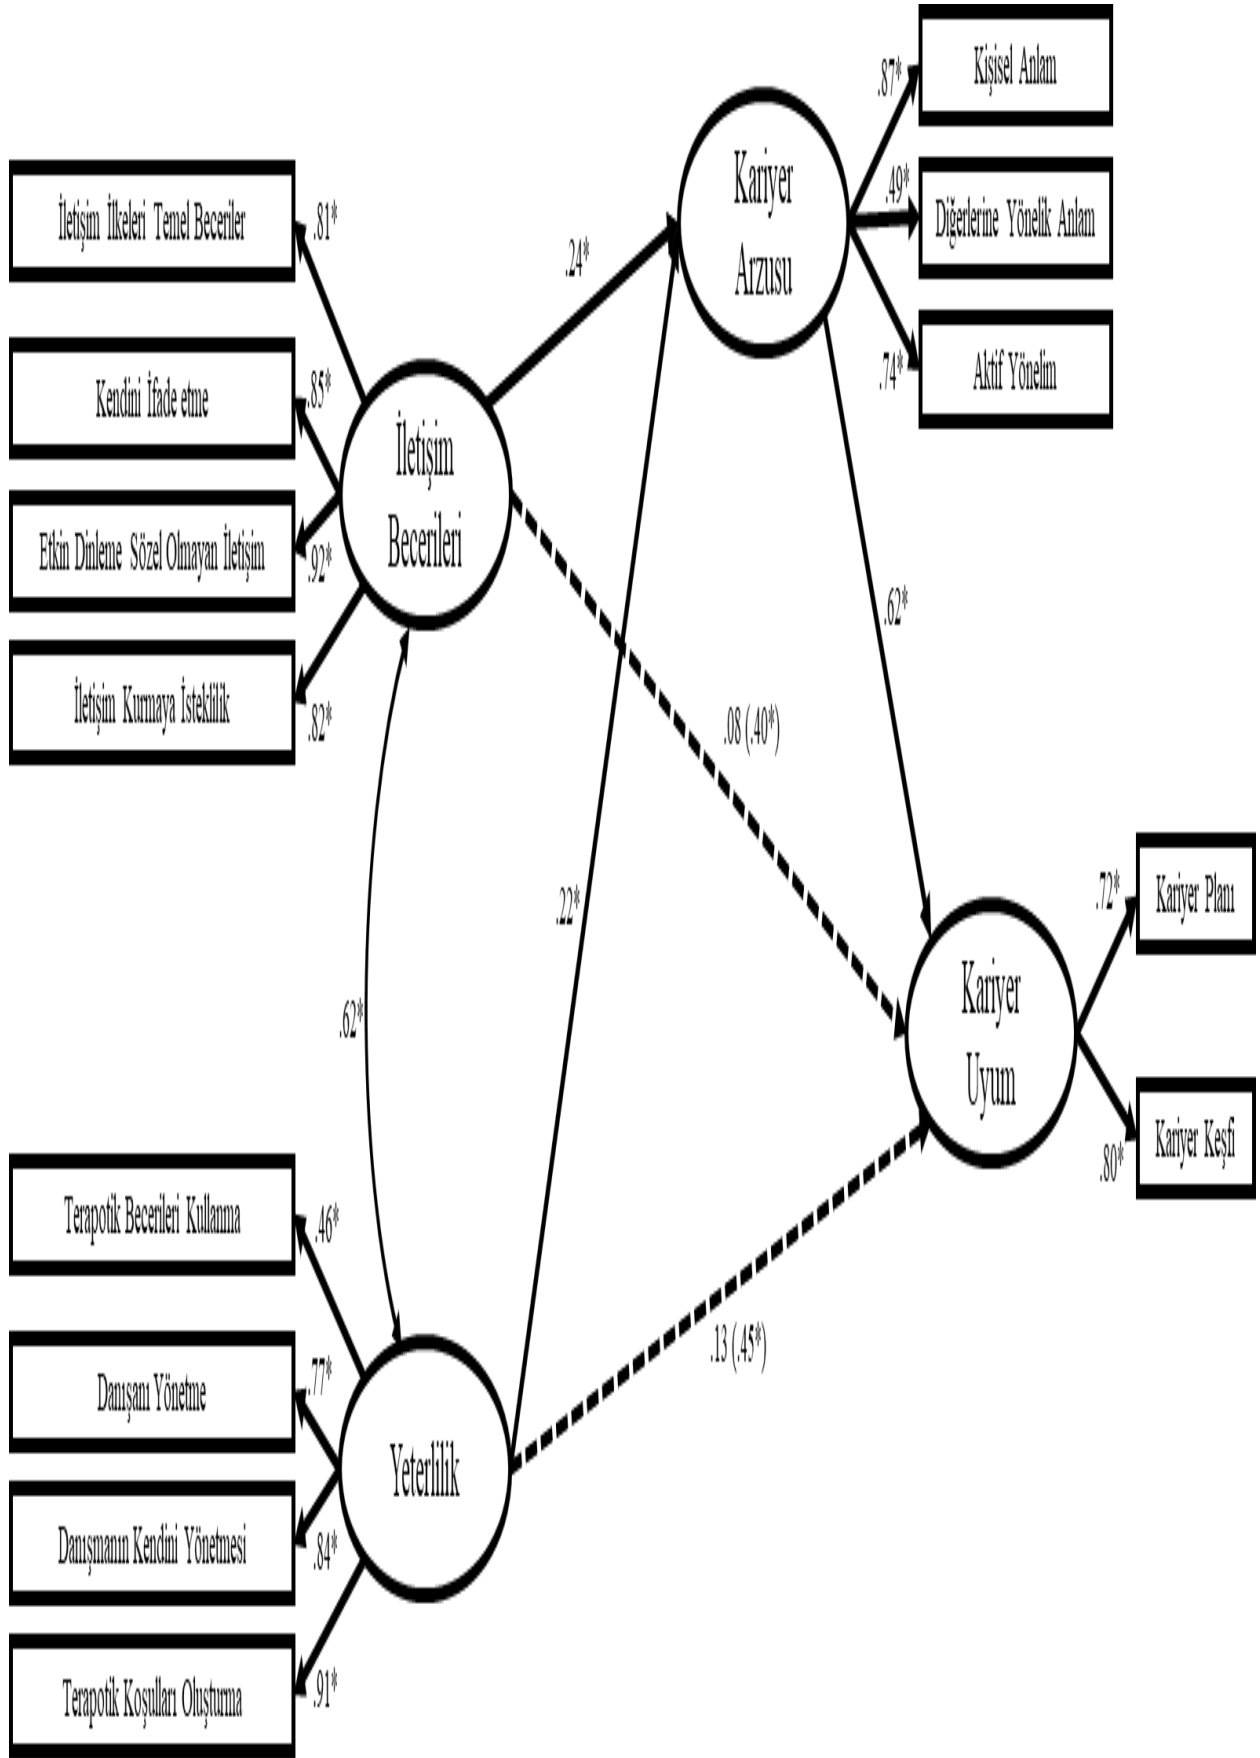 Kişisel Anlam
.87*
Kariyer
Arzusu
.49*
Diğerlerine Yönelik Anlam
.74*
Aktif Yönelim
İletişim İlkeleri Temel Beceriler
.81*
.24*
Kendini İfade etme
.85*
İletişim
Becerileri
Etkin Dinleme Sözel Olmayan İletişim
.92*
İletişim Kurmaya İsteklilik
.82*
.62*
.08 (.40*)
.22*
.62*
Kariyer
Uyum
.72*
Kariyer Planı
.80*
Kariyer Keşfi
Terapotik Becerileri Kullanma
.46*
.13 (.45*)
Danışanı Yönetme
.77*
Yeterlilik
Danışmanın Kendini Yönetmesi
.84*
Terapotik Koşulları Oluşturma
.91*